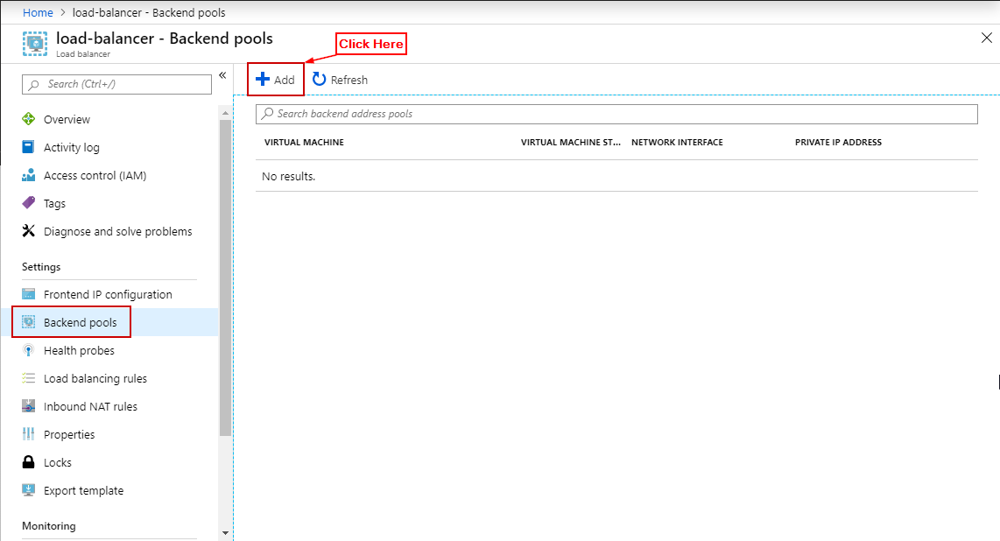 Home > load-balancer - Backend pools
load-balancer - Backend pools
Load balancer
Click Here
Search (Ctrl+/)
«
Add
Refresh
Search backend address pools
VIRTUAL MACHINE VIRTUAL MACHINE ST... NETWORK INTERFACE PRIVATE IP ADDRESS
No results.
Overview
Activity log
Access control (IAM)
Tags
Diagnose and solve problems
Settings
Frontend IP configuration
Backend pools
Health probes
Load balancing rules
Inbound NAT rules
Properties
Locks
Export template
Monitoring